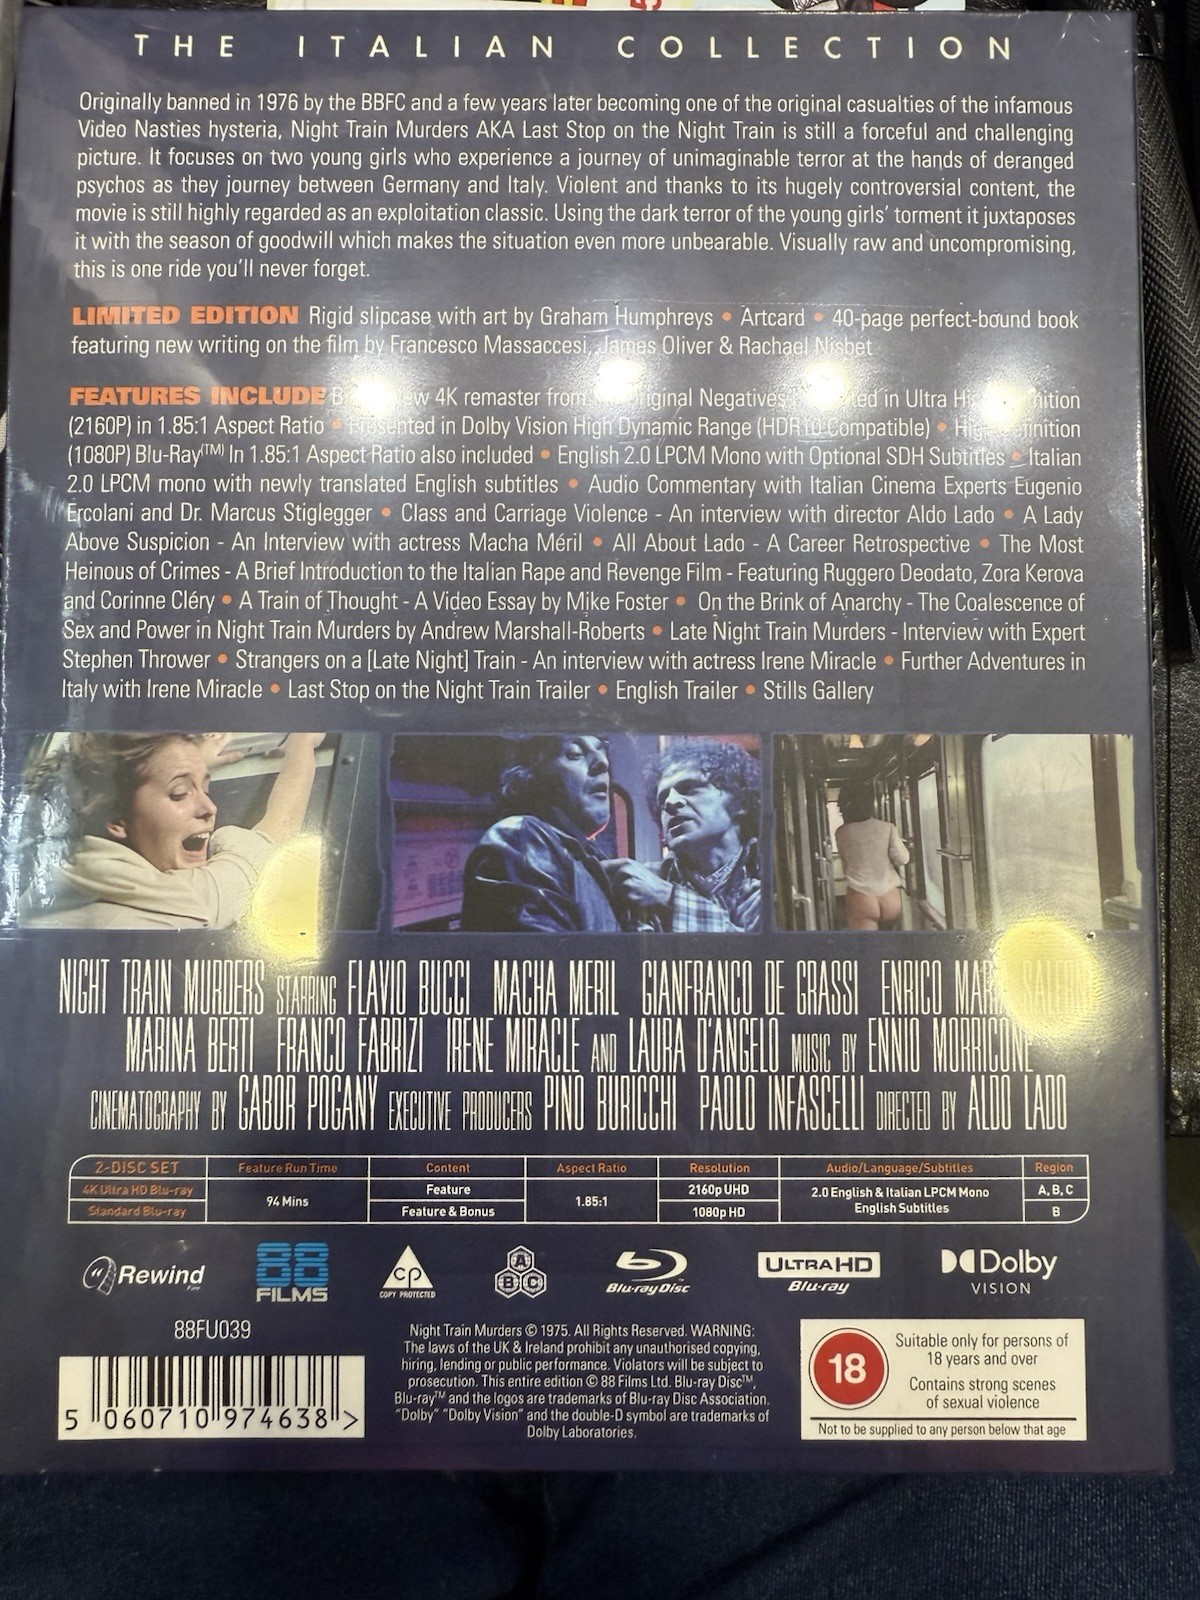 THE ITALIAN COLLECTION
Originally banned in 1976 by the BBFC and a few years later becoming one of the original casualties of the infamous
Video Nasties hysteria, Night Train Murders AKA Last Stop on the Night Train is still a forceful and challenging
picture. It focuses on two young girls who experience a journey of unimaginable terror at the hands of deranged
psychos as they journey between Germany and Italy. Violent and thanks to its hugely controversial content, the
movie is still highly regarded as an exploitation classic. Using the dark terror of the young girls' torment it juxtaposes
it with the season of goodwill which makes the situation even more unbearable. Visually raw and uncompromising,
this is one ride you'll never forget.
LIMITED EDITION Rigid slipcase with art by Graham Humphreys • Artcard • 40-page perfect-bound book
featuring new writing on the film by Francesco Massaccesi, James Oliver & Rachael Nisbet
FEATURES INCLUDE 4K remaster from Negatives in Ultra
(2160P) in 1.85:1 Aspect Ratio • Presented in Dolby Vision High Dynamic Range (HDR10 Compatible) • High Definition
(1080P) Blu-Ray(TM) In 1.85:1 Aspect Ratio also included • English 2.0 LPCM Mono with Optional SDH Subtitles • Italian
2.0 LPCM mono with newly translated English subtitles • Audio Commentary with Italian Cinema Experts Eugenio
Ercolani and Dr. Marcus Stiglegger • Class and Carriage Violence - An interview with director Aldo Lado • A Lady
Above Suspicion - An Interview with actress Macha Méril • All About Lado - A Career Retrospective • The Most
Heinous of Crimes - A Brief Introduction to the Italian Rape and Revenge Film - Featuring Ruggero Deodato, Zora Kerova
and Corinne Cléry • A Train of Thought - A Video Essay by Mike Foster • On the Brink of Anarchy - The Coalescence of
Sex and Power in Night Train Murders by Andrew Marshall-Roberts • Late Night Train Murders - Interview with Expert
Stephen Thrower • Strangers on a [Late Night] Train - An interview with actress Irene Miracle • Further Adventures in
Italy with Irene Miracle • Last Stop on the Night Train Trailer • English Trailer • Stills Gallery
NIGHT TRAIN MURDERS STARRING FLAVIO BUCCI MACHA MERIL GIANFRANCO DE GRASSI ENRICO
MARINA BERTI FRANCO FABRIZI IRENE MIRACLE AND LAURA D'ANGELO MUSIC BY ENNIO MORRICONE
CINEMATOGRAPHY BY GABOR POGANY EXECUTIVE PRODUCERS PINO BURICCHI PAOLO INFASCELLI DIRECTED BY ALDO LADO
2-DISC SET Feature Run Time Content Aspect Ratio Resolution Audio/Language/Subtitles Region
4K Ultra HD Blu-ray 94 Mins Feature 1.85:1 2160p UHD 2.0 English & Italian LPCM Mono A, B, C
Standard Blu-ray Feature & Bonus 1080p HD English Subtitles B
Rewind 88 FILMS CP COPY PROTECTED A B C Blu-ray Disc ULTRA HD Blu-ray Dolby VISION
88FU039
5 060710 974638 >
Night Train Murders © 1975. All Rights Reserved. WARNING:
The laws of the UK & Ireland prohibit any unauthorised copying,
hiring, lending or public performance. Violators will be subject to
prosecution. This entire edition © 88 Films Ltd. Blu-ray Disc™,
Blu-ray™ and the logos are trademarks of Blu-ray Disc Association.
"Dolby" "Dolby Vision" and the double-D symbol are trademarks of
Dolby Laboratories.
18
Suitable only for persons of
18 years and over
Contains strong scenes
of sexual violence
Not to be supplied to any person below that age